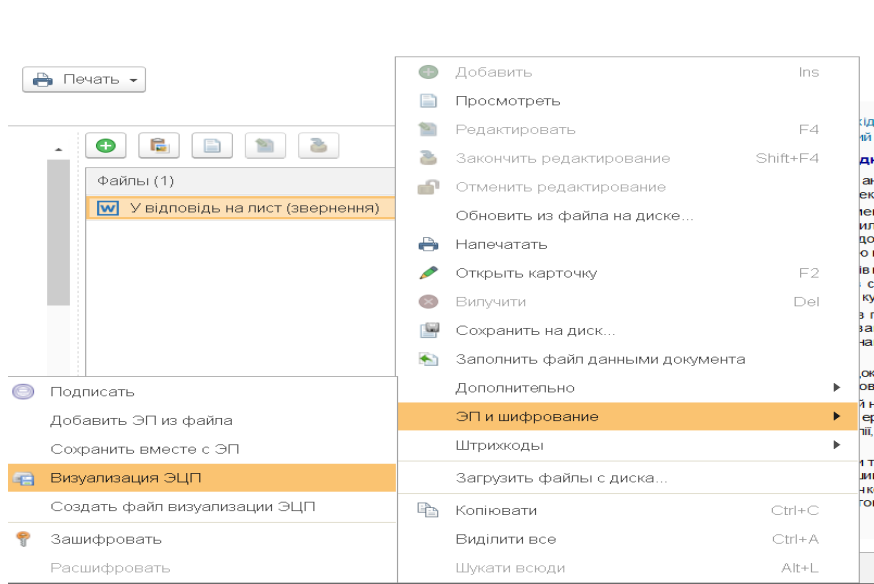 Печать
Файлы (1)
У відповідь на лист (звернення)
Добавить Ins
Просмотреть
Редактировать F4
Закончить редактирование Shift+F4
Отменить редактирование
Обновить из файла на диске...
Напечатать
Открыть карточку F2
Вилучити Del
Сохранить на диск...
Заполнить файл данными документа
Дополнительно
ЭП и шифрование
Штрихкоды
Загрузить файлы с диска...
Копіювати Ctrl+C
Виділити все Ctrl+A
Шукати всюди Alt+L
Подписать
Добавить ЭП из файла
Сохранить вместе с ЭП
Визуализация ЭЦП
Создать файл визуализации ЭЦП
Зашифровать
Расшифровать